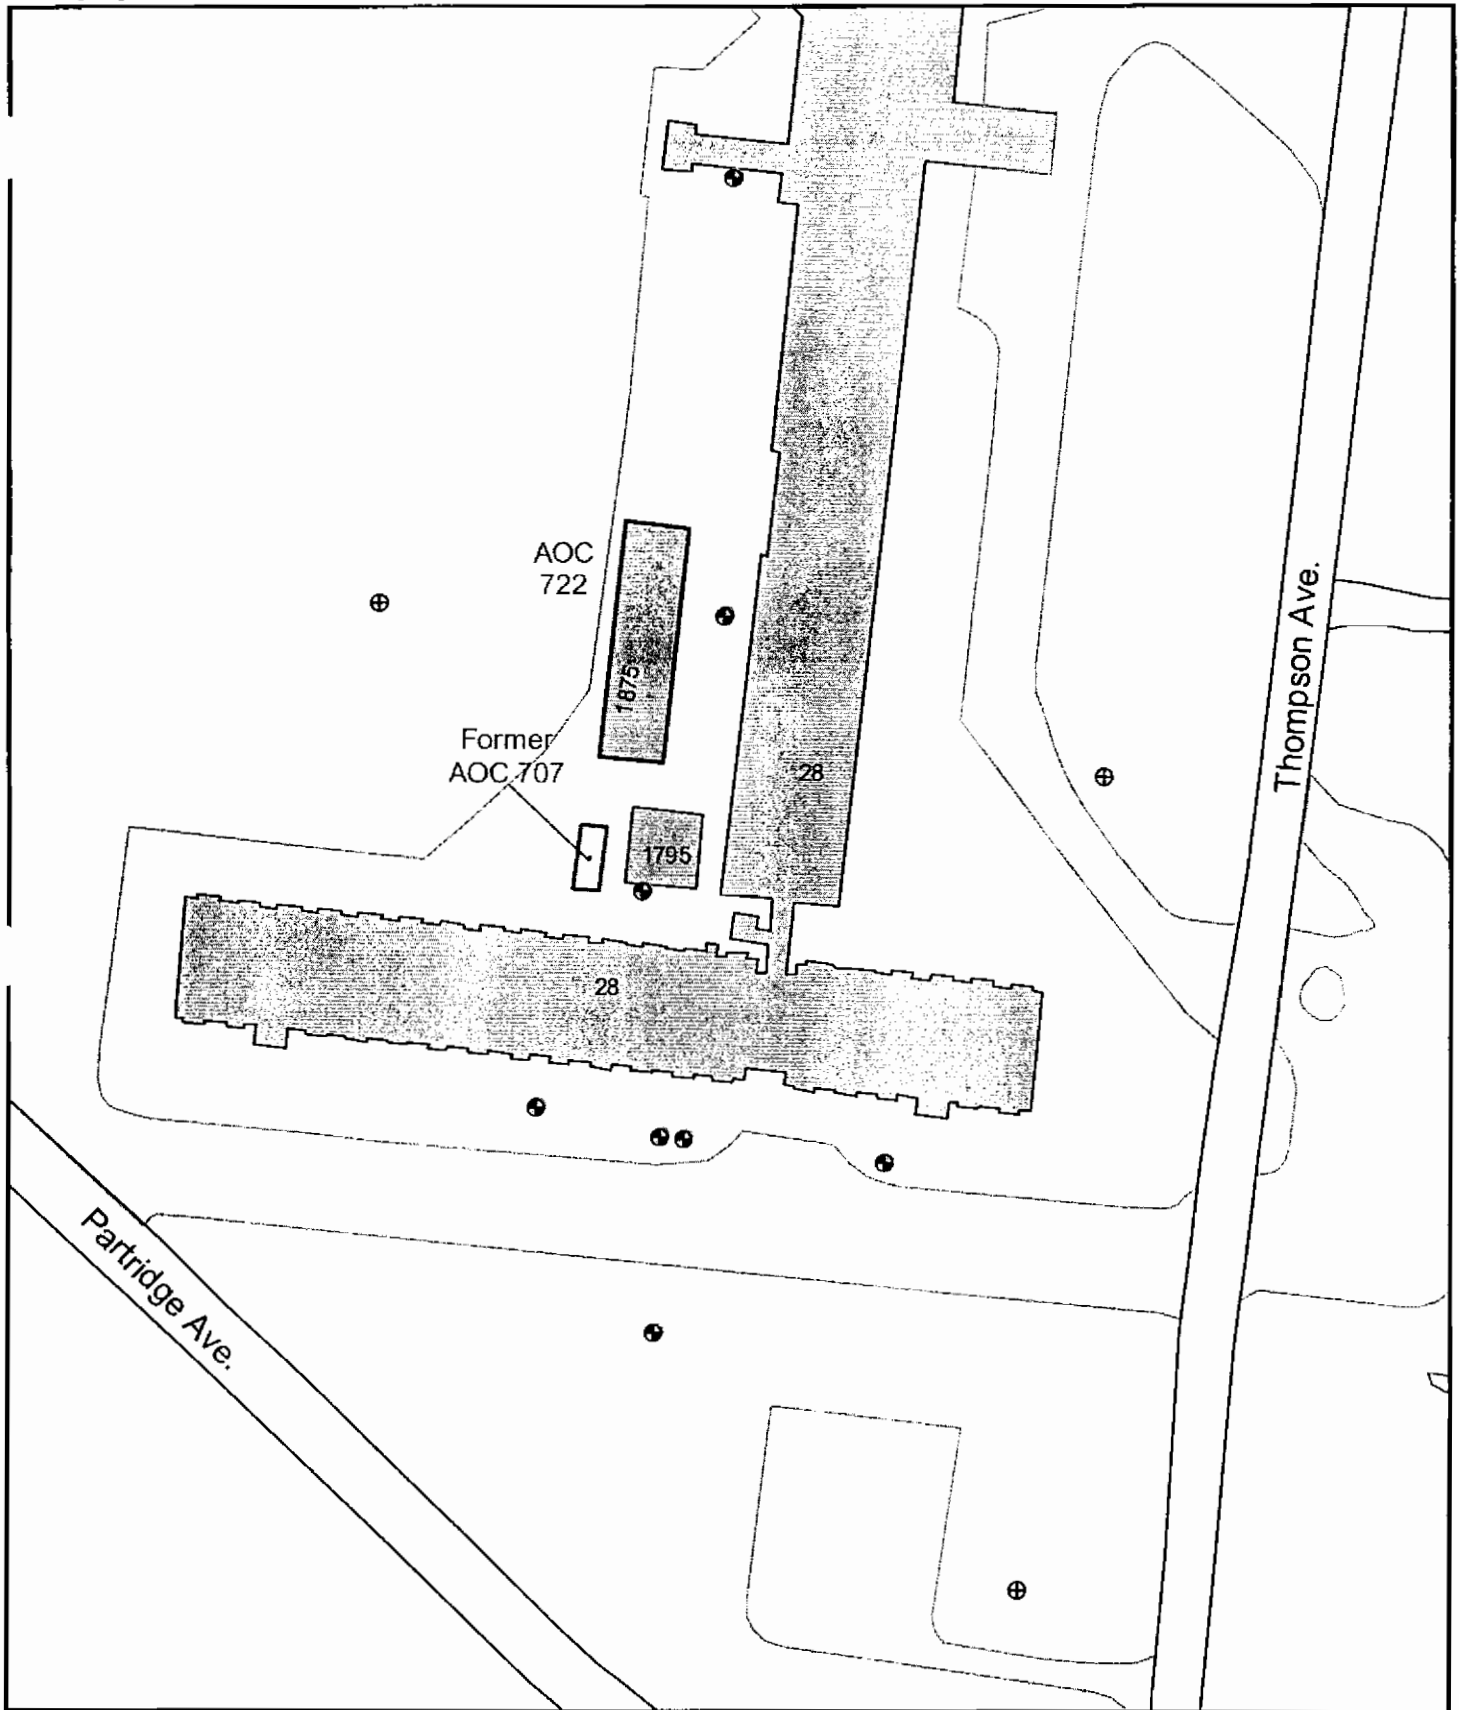 AOC
722
1875
Former
AOC 707
28
1795
28
Thompson Ave.
Partridge Ave.